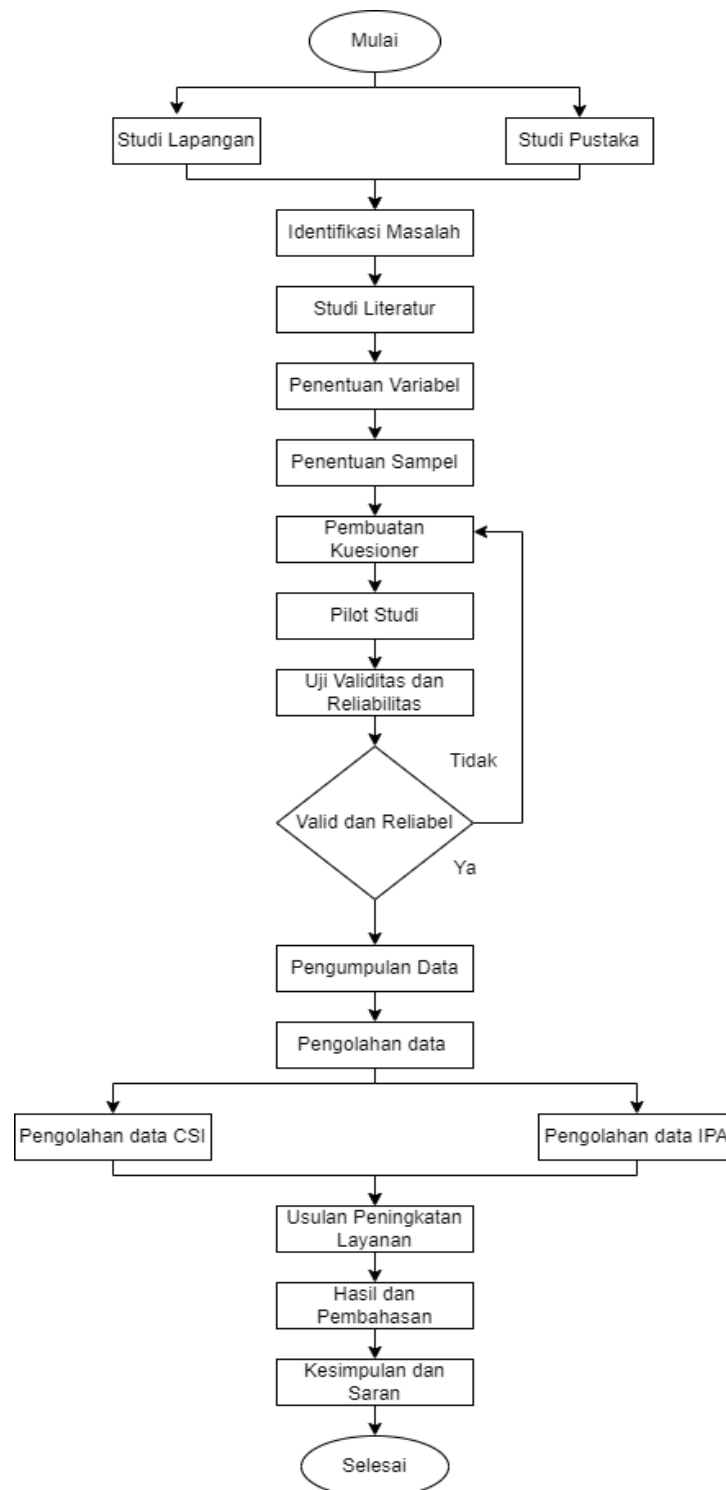 Mulai
Studi Lapangan
Studi Pustaka
Identifikasi Masalah
Studi Literatur
Penentuan Variabel
Penentuan Sampel
Pembuatan
Kuesioner
Pilot Studi
Uji Validitas dan
Reliabilitas
Tidak
Valid dan Reliabel
Ya
Pengumpulan Data
Pengolahan data
Pengolahan data CSI
Pengolahan data IPA
Usulan Peningkatan
Layanan
Hasil dan
Pembahasan
Kesimpulan dan
Saran
Selesai